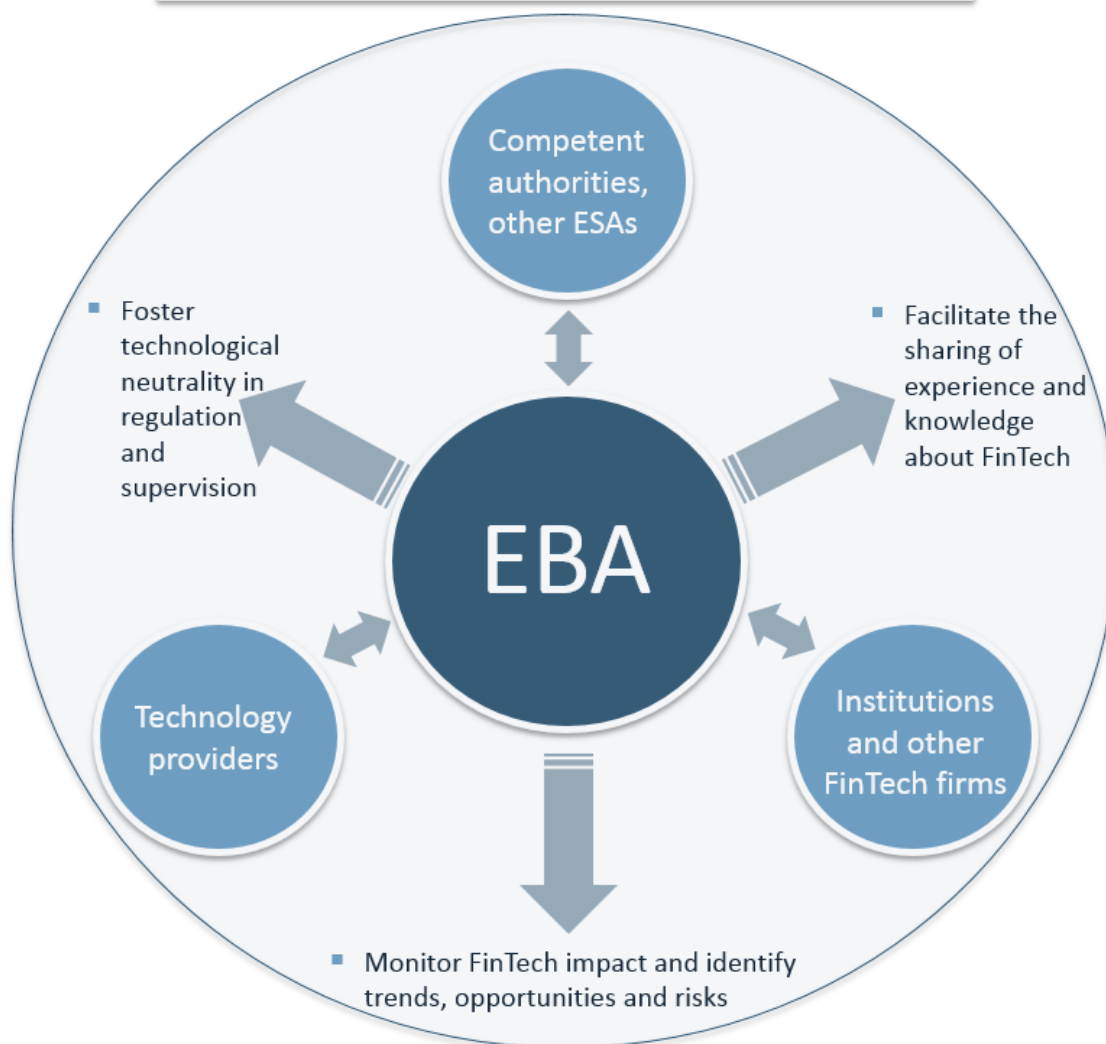 Competent
authorities,
other ESAs
▪ Foster
technological
neutrality in
regulation
and
supervision
▪ Facilitate the
sharing of
experience and
knowledge
about FinTech
EBA
Technology
providers
Institutions
and other
FinTech firms
▪ Monitor FinTech impact and identify
trends, opportunities and risks